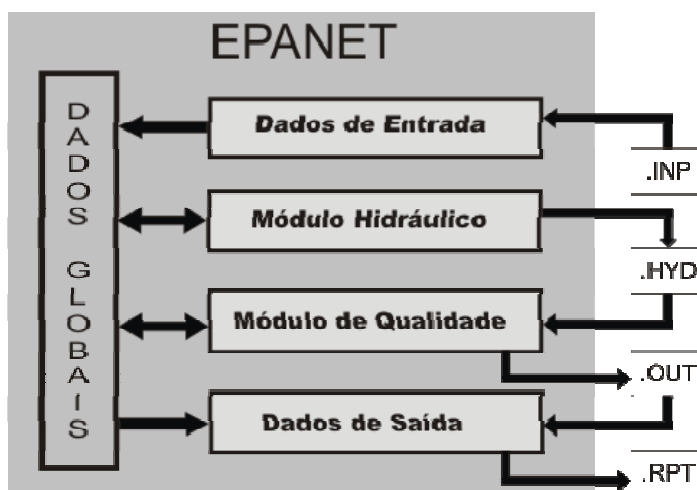 EPANET
DADOS GLOBAIS
Dados de Entrada
.INP
Módulo Hidráulico
.HYD
Módulo de Qualidade
.OUT
Dados de Saída
.RPT